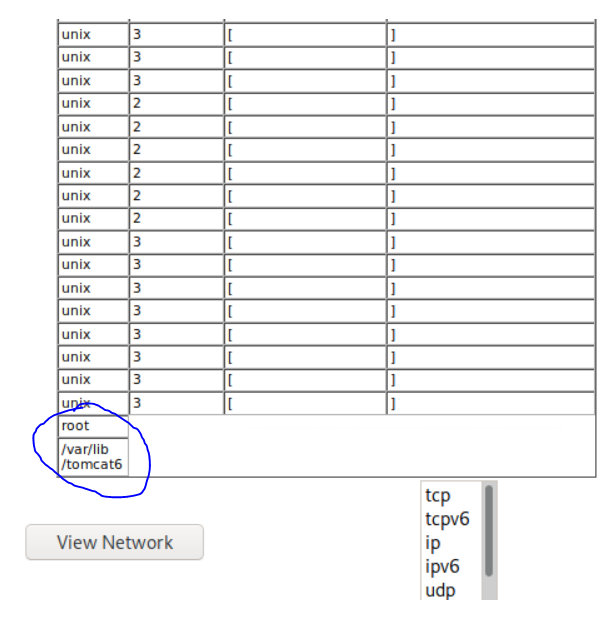 unix 3 [ ]
unix 3 [ ]
unix 3 [ ]
unix 2 [ ]
unix 2 [ ]
unix 2 [ ]
unix 2 [ ]
unix 2 [ ]
unix 2 [ ]
unix 3 [ ]
unix 3 [ ]
unix 3 [ ]
unix 3 [ ]
unix 3 [ ]
unix 3 [ ]
unix 3 [ ]
unix 3 [ ]
root
/var/lib
/tomcat6
View Network
tcp
tcpv6
ip
ipv6
udp